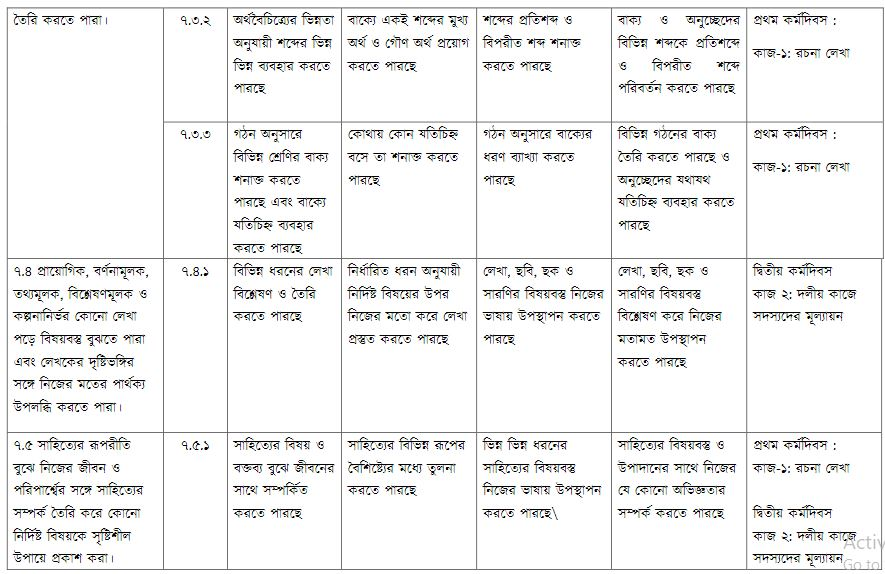 তৈরি করতে পারা।
৭.৩.২
অর্থবৈচিত্র্যের ভিন্নতা
অনুযায়ী শব্দের ভিন্ন
ভিন্ন ব্যবহার করতে
পারছে
বাক্যে একই শব্দের মুখ্য
অর্থ ও গৌণ অর্থ প্রয়োগ
করতে পারছে
শব্দের প্রতিশব্দ ও
বিপরীত শব্দ শনাক্ত
করতে পারছে
বাক্য ও অনুচ্ছেদের
বিভিন্ন শব্দকে প্রতিশব্দে
ও বিপরীত শব্দে
পরিবর্তন করতে পারছে
প্রথম কর্মদিবস :
কাজ-১: রচনা লেখা
৭.৩.৩
গঠন অনুসারে
বিভিন্ন শ্রেণির বাক্য
শনাক্ত করতে
পারছে এবং বাক্যে
যতিচিহ্ন ব্যবহার
করতে পারছে
কোথায় কোন যতিচিহ্ন
বসে তা শনাক্ত করতে
পারছে
গঠন অনুসারে বাক্যের
ধরণ ব্যাখ্যা করতে
পারছে
বিভিন্ন গঠনের বাক্য
তৈরি করতে পারছে ও
অনুচ্ছেদের যথাযথ
যতিচিহ্ন ব্যবহার করতে
পারছে
প্রথম কর্মদিবস :
কাজ-১: রচনা লেখা
৭.৪ প্রায়োগিক, বর্ণনামূলক,
তথ্যমূলক, বিশ্লেষণমূলক ও
কল্পনানির্ভর কোনো লেখা
পড়ে বিষয়বস্তু বুঝতে পারা
এবং লেখকের দৃষ্টিভঙ্গির
সঙ্গে নিজের মতের পার্থক্য
উপলব্ধি করতে পারা।
৭.৪.১
বিভিন্ন ধরনের লেখা
বিশ্লেষণ ও তৈরি
করতে পারছে
নির্ধারিত ধরন অনুযায়ী
নির্দিষ্ট বিষয়ের উপর
নিজের মতো করে লেখা
প্রস্তুত করতে পারছে
লেখা, ছবি, ছক ও
সারণির বিষয়বস্তু নিজের
ভাষায় উপস্থাপন করতে
পারছে
লেখা, ছবি, ছক ও
সারণির বিষয়বস্তু
বিশ্লেষণ করে নিজের
মতামত উপস্থাপন
করতে পারছে
দ্বিতীয় কর্মদিবস
কাজ ২: দলীয় কাজে
সদস্যদের মূল্যায়ন
৭.৫ সাহিত্যের রূপরীতি
বুঝে নিজের জীবন ও
পরিপার্শ্বের সঙ্গে সাহিত্যের
সম্পর্ক তৈরি করে কোনো
নির্দিষ্ট বিষয়কে সৃষ্টিশীল
উপায়ে প্রকাশ করা।
৭.৫.১
সাহিত্যের বিষয় ও
বক্তব্য বুঝে জীবনের
সাথে সম্পর্কিত
করতে পারছে
সাহিত্যের বিভিন্ন রূপের
বৈশিষ্ট্যের মধ্যে তুলনা
করতে পারছে
ভিন্ন ভিন্ন ধরনের
সাহিত্যের বিষয়বস্তু
নিজের ভাষায় উপস্থাপন
করতে পারছে\
সাহিত্যের বিষয়বস্তু ও
উপাদানের সাথে নিজের
যে কোনো অভিজ্ঞতার
সম্পর্ক করতে পারছে
প্রথম কর্মদিবস :
কাজ-১: রচনা লেখা
দ্বিতীয় কর্মদিবস
কাজ ২: দলীয় কাজে
সদস্যদের মূল্যায়ন
Activ
Go to